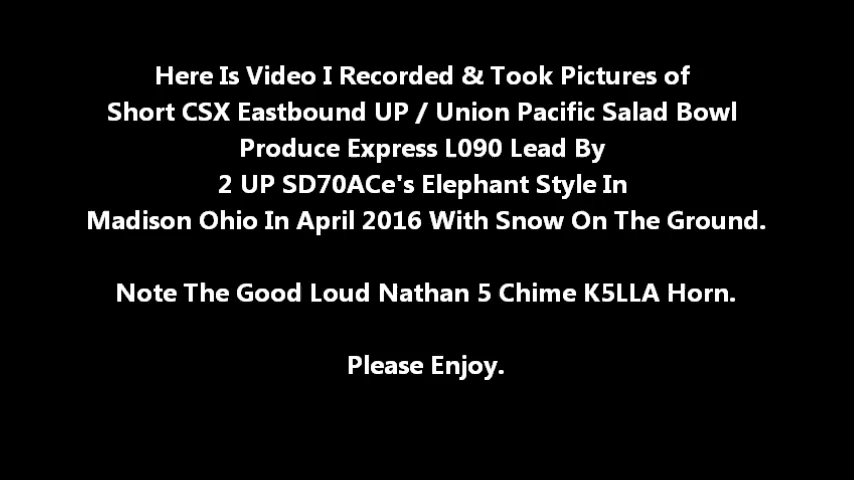 Here Is Video I Recorded & Took Pictures of
Short CSX Eastbound UP / Union Pacific Salad Bowl
Produce Express L090 Lead By
2 UP SD70ACe's Elephant Style In
Madison Ohio In April 2016 With Snow On The Ground.
Note The Good Loud Nathan 5 Chime K5LLA Horn.
Please Enjoy.